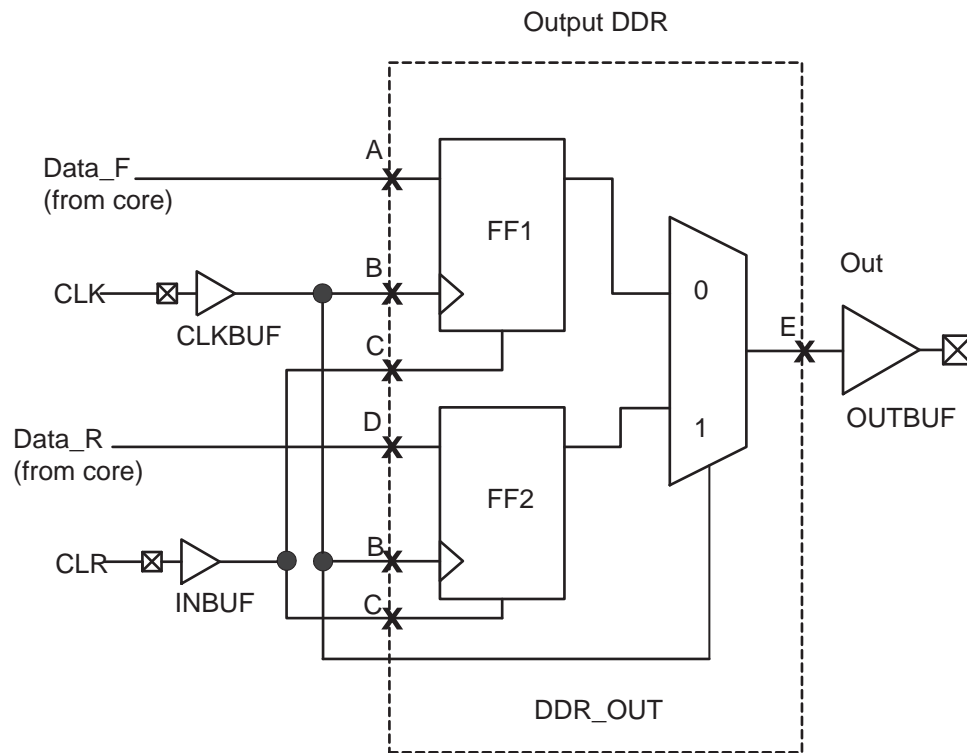 Output DDR
A
Data_F
(from core)
FF1
B
Out
CLK
0
CLKBUF
E
C
OUTBUF
D
Data_R
(from core)
1
FF2
B
CLR
INBUF
C
DDR_OUT